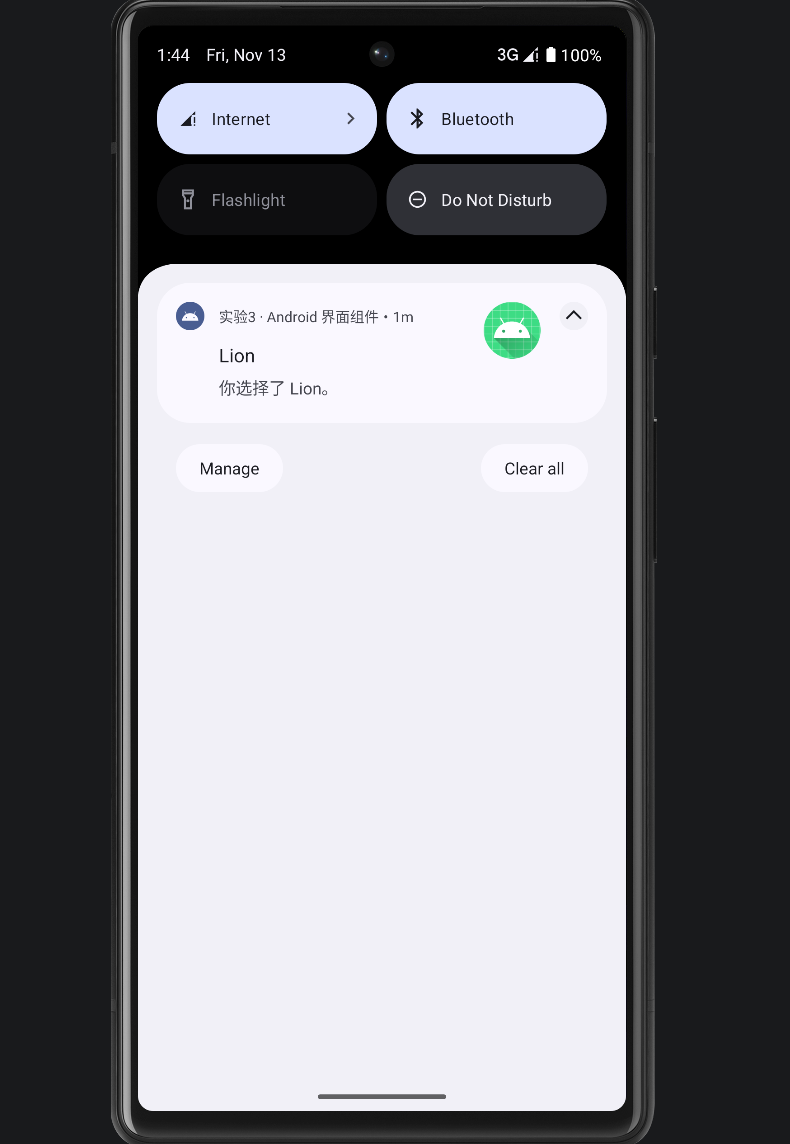 1:44 Fri, Nov 13 3G 100%
Internet Bluetooth
Flashlight Do Not Disturb
实验3 · Android 界面组件 • 1m
Lion
你选择了 Lion。
Manage Clear all